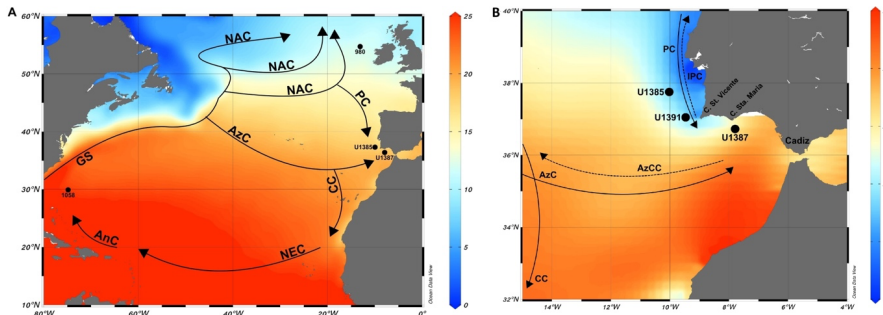 A
60°N
50°N
40°N
30°N
20°N
10°N
80°W
60°W
40°W
20°W
0°
NAC
980
NAC
NAC
PC
AzC
GS
U1385
U1387
CC
1058
AnC
NEC
25
20
15
10
5
0
Ocean Data View
B
40°N
38°N
36°N
34°N
32°N
14°W
12°W
10°W
8°W
6°W
4°W
PC
IPC
U1385
C. St. Vicente
C. Sta. Maria
U1391
U1387
Cadiz
AzC
AzCC
CC
Ocean Data View